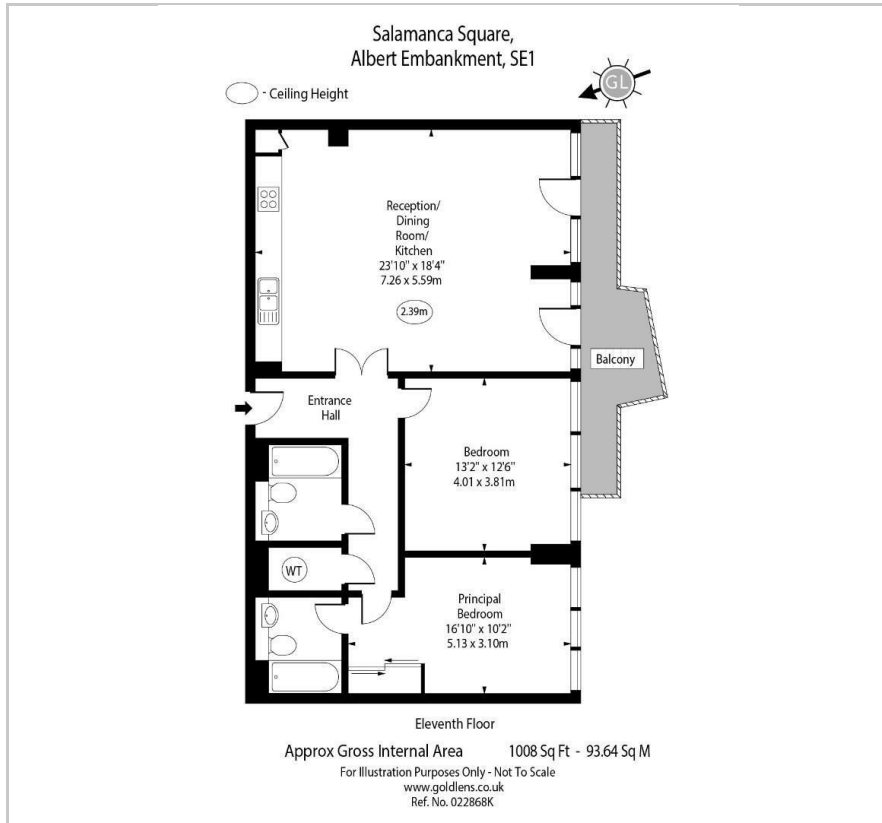 Salamanca Square,
Albert Embankment, SE1
GL
- Ceiling Height
Reception/
Dining
Room/
Kitchen
23'10" x 18'4"
7.26 x 5.59m
2.39m
Balcony
Entrance
Hall
Bedroom
13'2" x 12'6"
4.01 x 3.81m
WT
Principal
Bedroom
16'10" x 10'2"
5.13 x 3.10m
Eleventh Floor
Approx Gross Internal Area 1008 Sq Ft - 93.64 Sq M
For Illustration Purposes Only - Not To Scale
www.goldlens.co.uk
Ref. No. 022868K